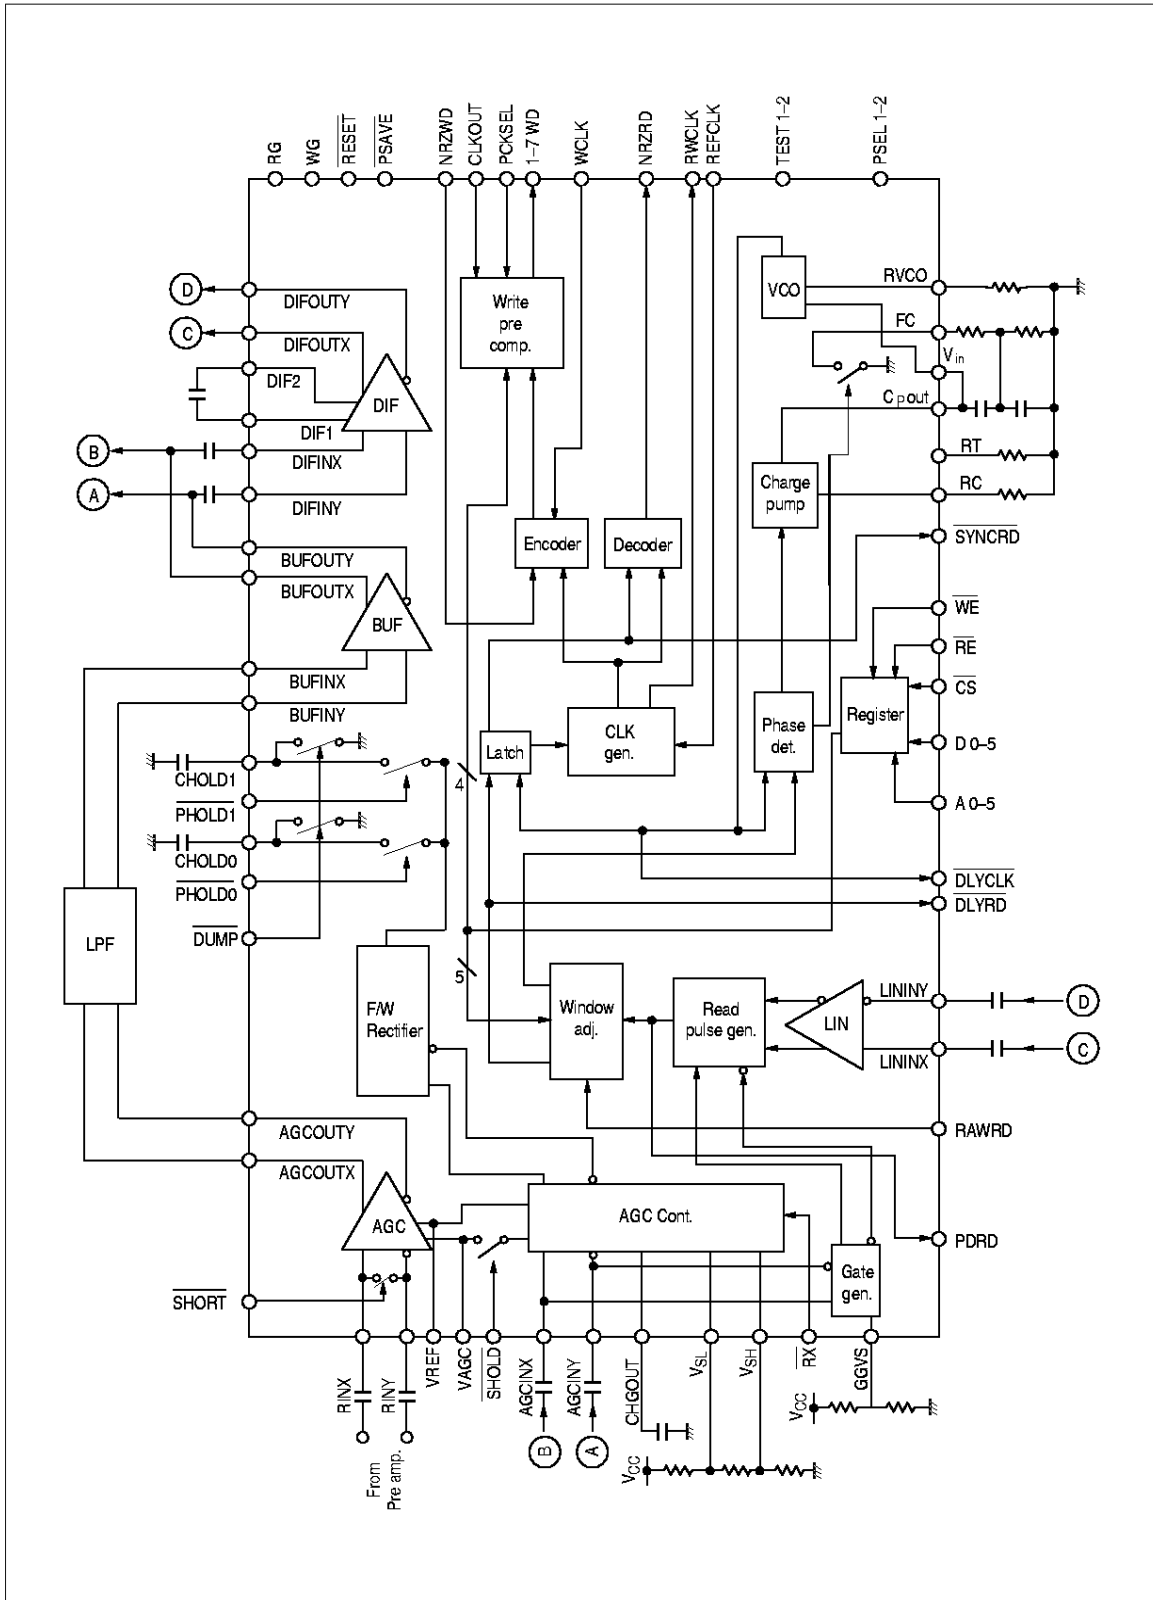 RG
WG
RESET
PSAVE
NRZWD
CLKOUT
PCKSEL
1–7 WD
WCLK
NRZRD
RWCLK
REFCLK
TEST 1–2
PSEL 1–2
D
DIFOUTY
C
DIFOUTX
DIF2
DIF
DIF1
B
DIFINX
A
DIFINY
BUFOUTY
BUFOUTX
BUF
BUFINX
BUFINY
CHOLD1
PHOLD1
CHOLD0
PHOLD0
DUMP
LPF
Write
pre
comp.
Encoder
Decoder
VCO
RVCO
FC
Vin
CPout
RT
RC
Charge
pump
SYNCRD
WE
RE
CS
D 0–5
A 0–5
Register
Phase
det.
CLK
gen.
Latch
4
DLYCLK
DLYRD
5
F/W
Rectifier
Window
adj.
Read
pulse gen.
LIN
LININY
D
LININX
C
RAWRD
PDRD
AGCOUTY
AGCOUTX
AGC
AGC Cont.
Gate
gen.
SHORT
RINX
RINY
VREF
VAGC
SHOLD
AGCINX
AGCINY
CHGOUT
VSL
VSH
RX
GGVS
VCC
B
A
VCC
From
Pre amp.